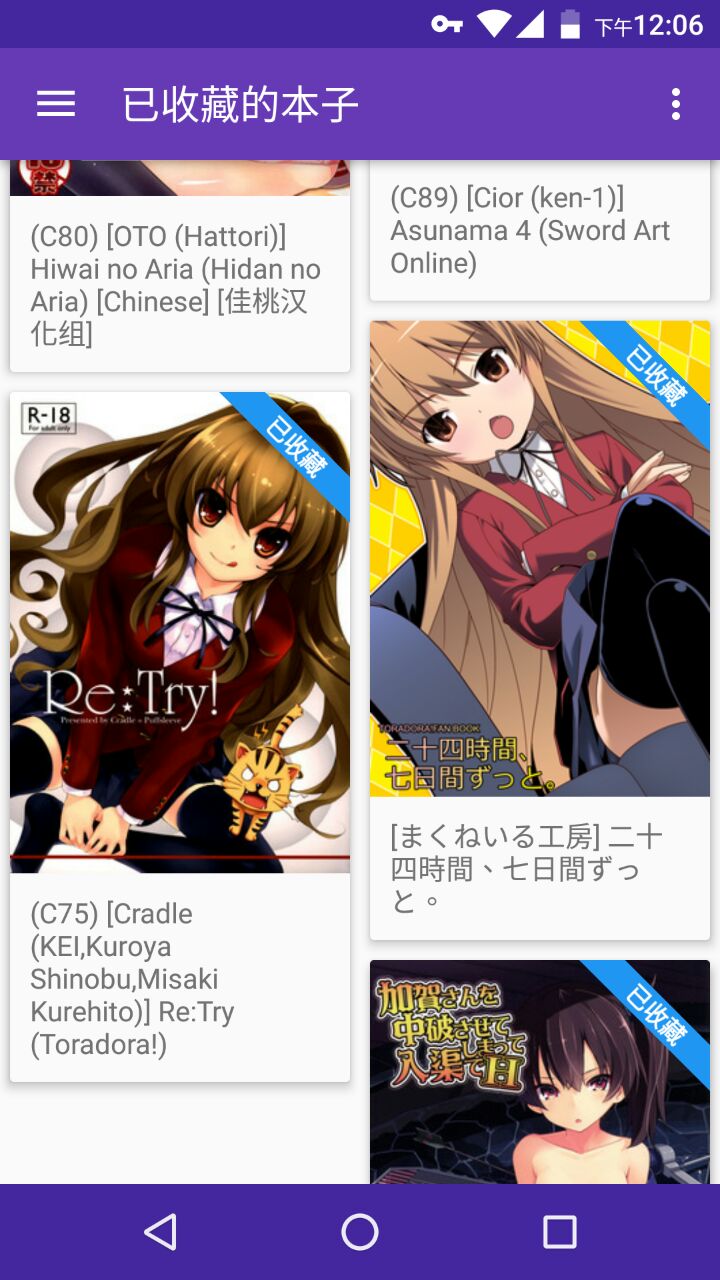 下午12:06
已收藏的本子
禁
(C80) [OTO (Hattori)]
Hiwai no Aria (Hidan no
Aria) [Chinese] [佳桃汉
化组]
R-18
For adult only
已收藏
Re:Try!
Presented by Cradle + Puffsleeve
(C75) [Cradle
(KEI,Kuroya
Shinobu,Misaki
Kurehito)] Re:Try
(Toradora!)
(C89) [Cior (ken-1)]
Asunama 4 (Sword Art
Online)
已收藏
TORADORA!FAN BOOK
二十四時間、
七日間ずっと。
[まくねいる工房] 二十
四時間、七日間ずっ
と。
已收藏
加賀さんを
中破させて
しまって
入渠でH